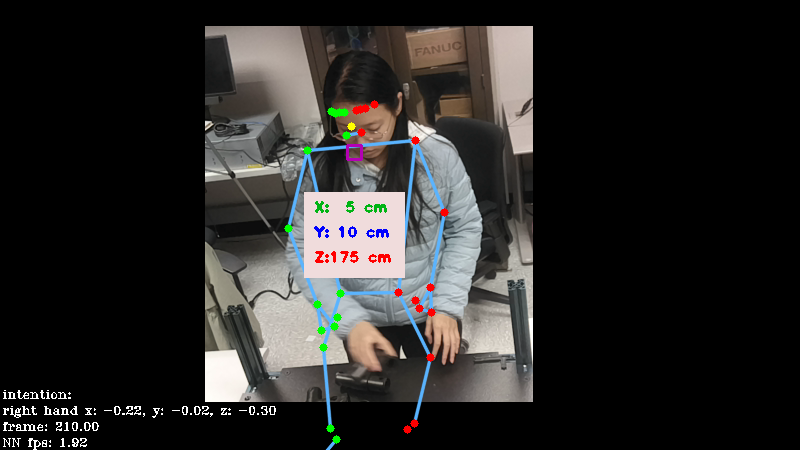 FANUC
X: 5 cm
Y: 10 cm
Z:175 cm
intention:
right hand x: -0.22, y: -0.02, z: -0.30
frame: 210.00
NN fps: 1.92